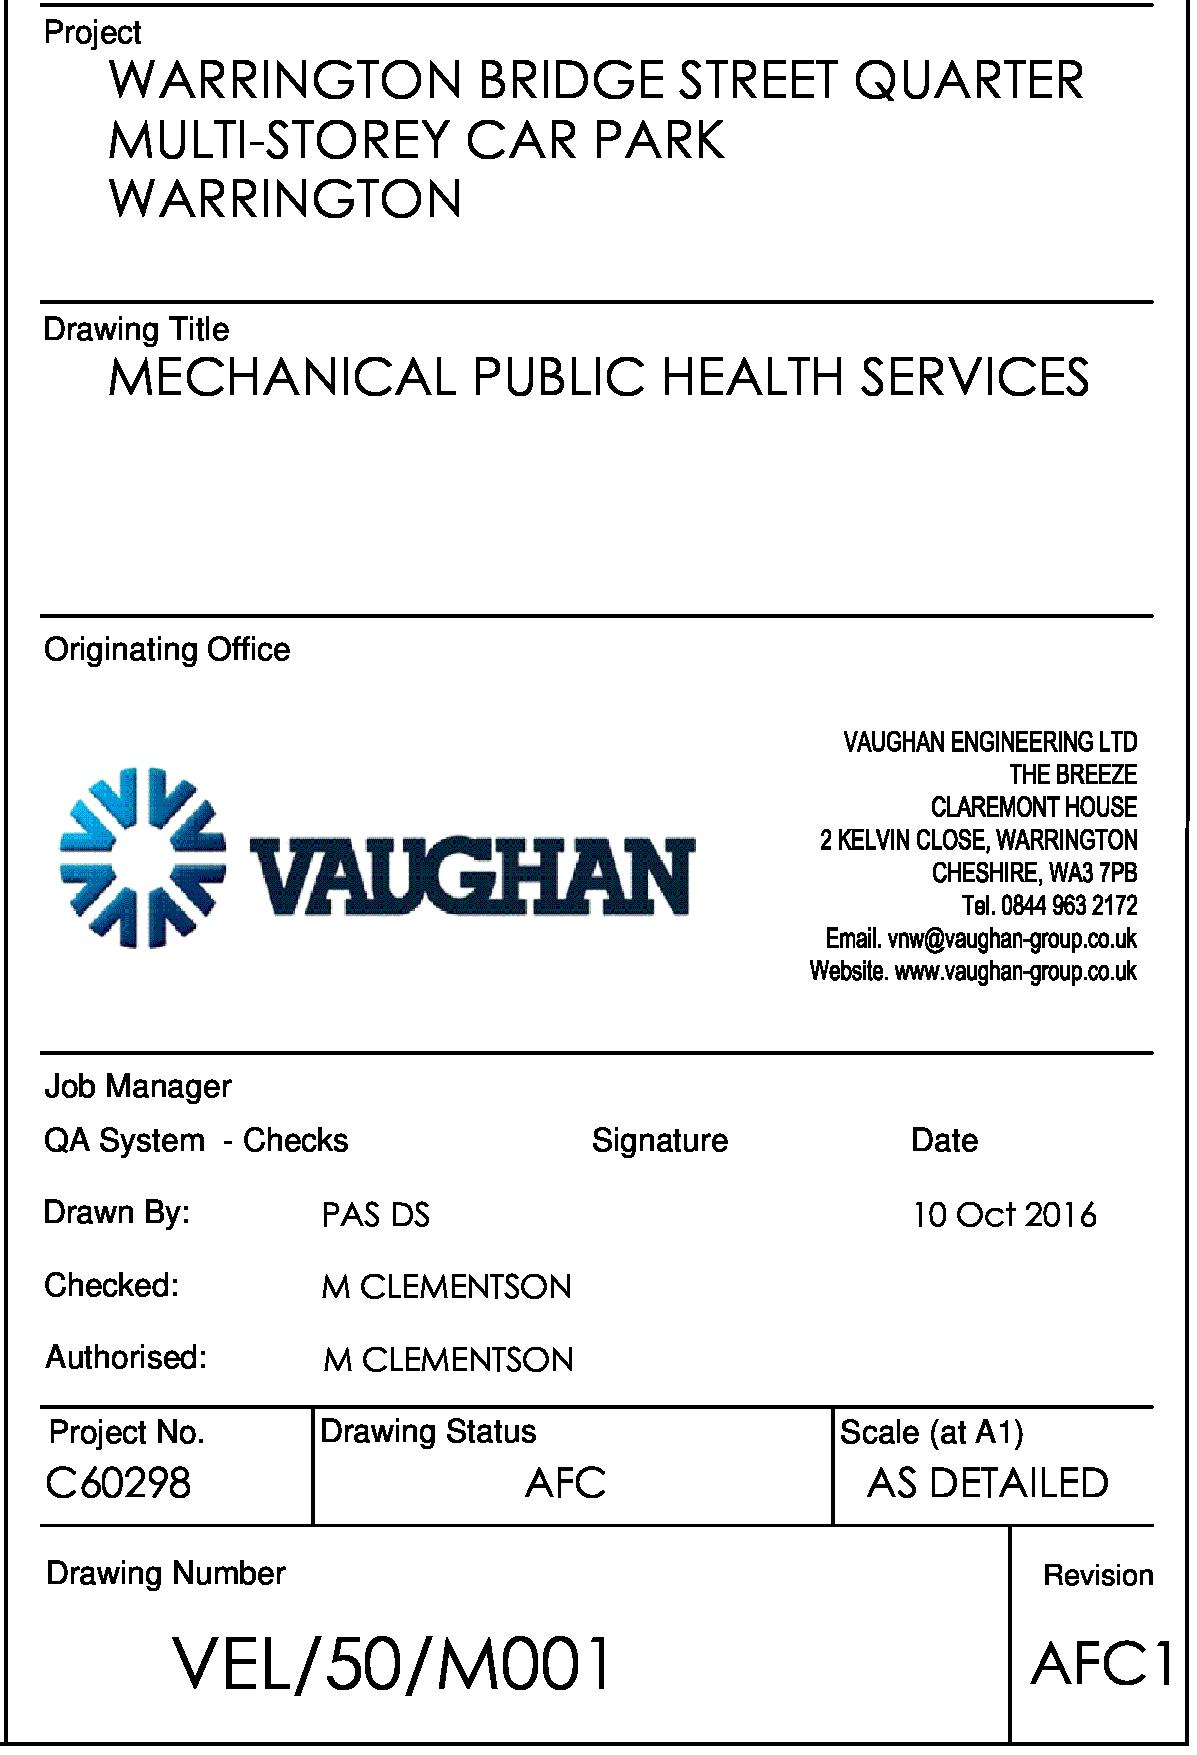 Project
WARRINGTON BRIDGE STREET QUARTER
MULTI-STOREY CAR PARK
WARRINGTON
Drawing Title
MECHANICAL PUBLIC HEALTH SERVICES
Originating Office
VAUGHAN
VAUGHAN ENGINEERING LTD
THE BREEZE
CLAREMONT HOUSE
2 KELVIN CLOSE, WARRINGTON
CHESHIRE, WA3 7PB
Tel. 0844 963 2172
Email. vnw@vaughan-group.co.uk
Website. www.vaughan-group.co.uk
Job Manager
QA System - Checks Signature Date
Drawn By: PAS DS 10 Oct 2016
Checked: M CLEMENTSON
Authorised: M CLEMENTSON
Project No. Drawing Status Scale (at A1)
C60298 AFC AS DETAILED
Drawing Number Revision
VEL/50/M001 AFC1